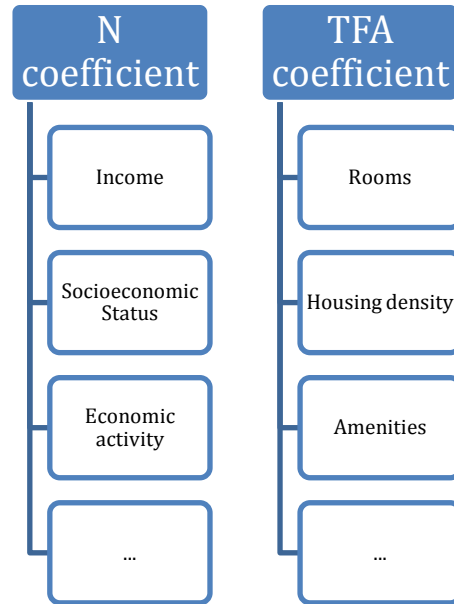 N
coefficient
Income
Socioeconomic
Status
Economic
activity
...
TFA
coefficient
Rooms
Housing density
Amenities
...